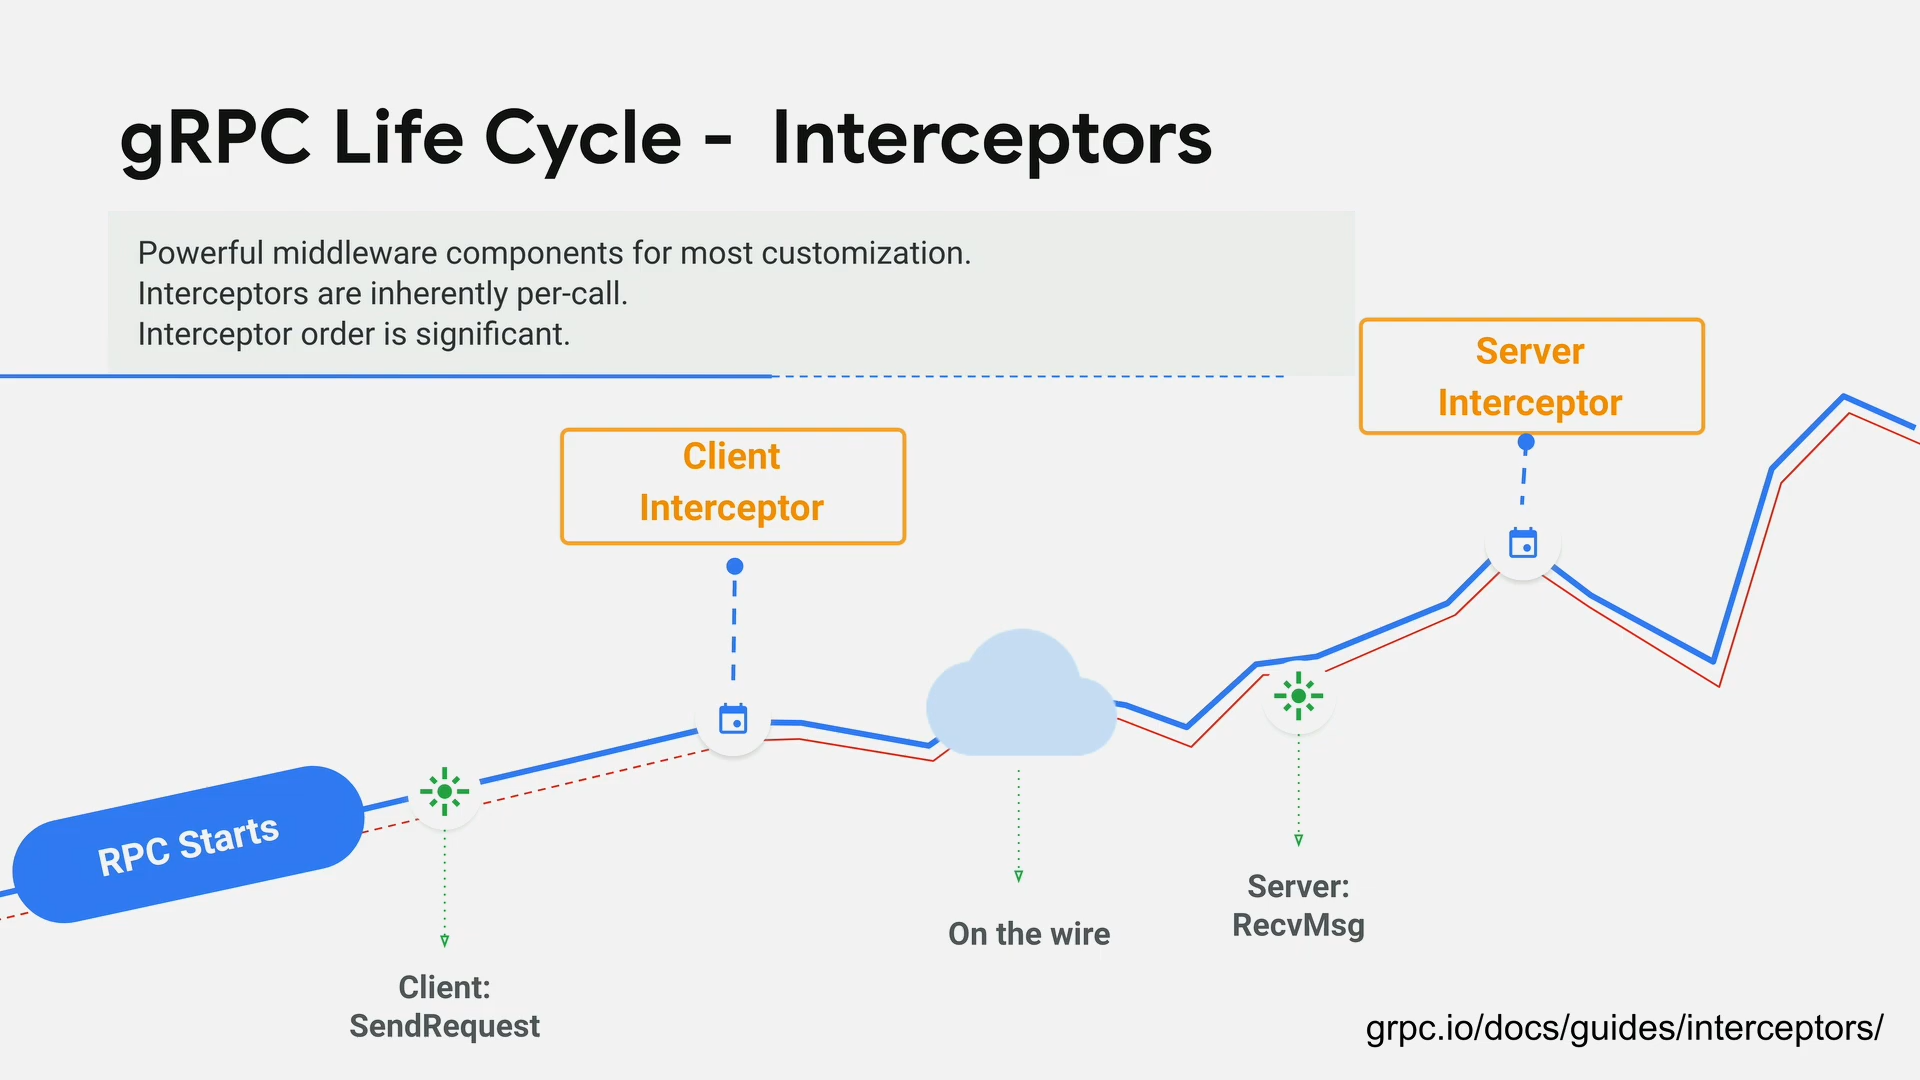 gRPC Life Cycle - Interceptors
Powerful middleware components for most customization.
Interceptors are inherently per-call.
Interceptor order is significant.
Server
Interceptor
Client
Interceptor
RPC Starts
Server:
RecvMsg
On the wire
Client:
SendRequest
grpc.io/docs/guides/interceptors/